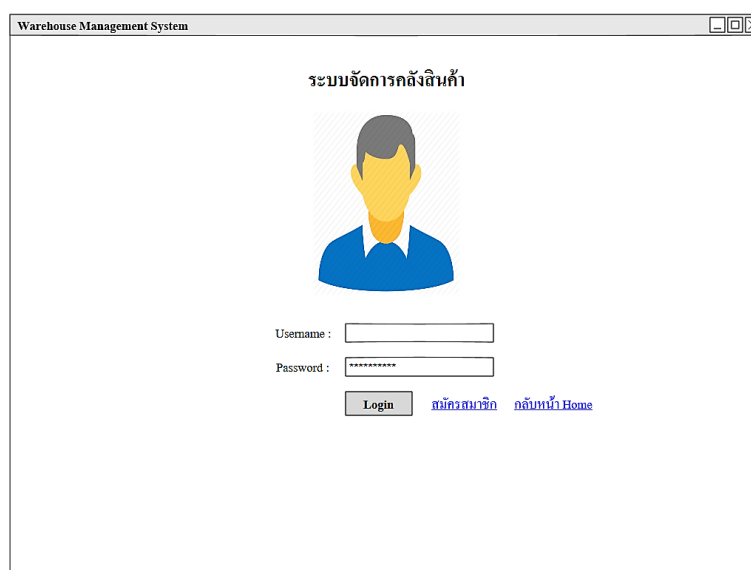 Warehouse Management System
ระบบจัดการคลังสินค้า
Username :
Password : **********
Login สมัครสมาชิก กลับหน้า Home